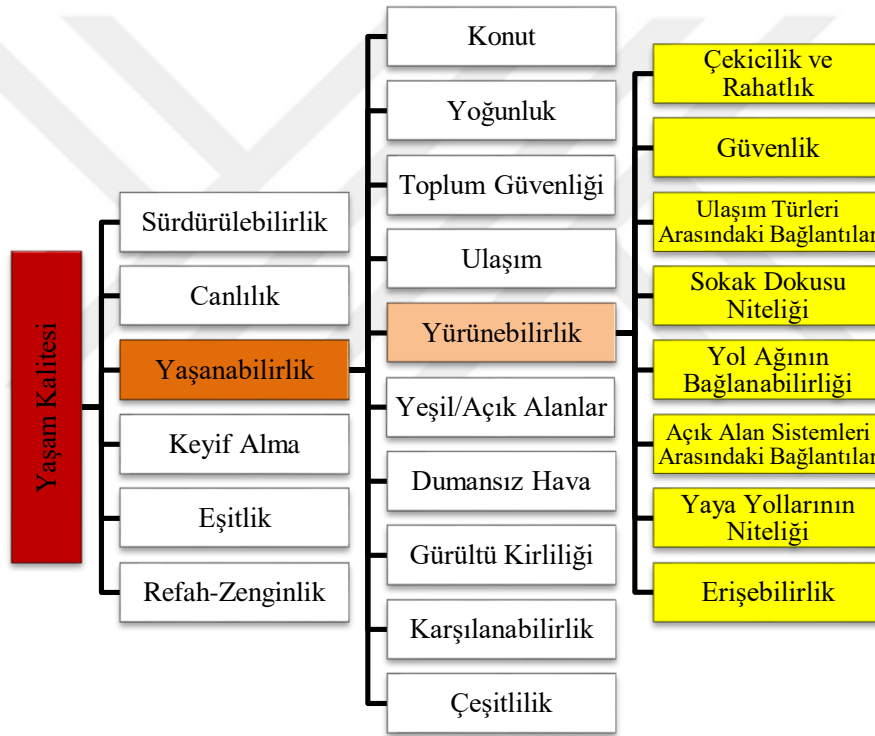 Yaşam Kalitesi
Sürdürülebilirlik
Canlılık
Yaşanabilirlik
Keyif Alma
Eşitlik
Refah-Zenginlik
Konut
Yoğunluk
Toplum Güvenliği
Ulaşım
Yürünebilirlik
Yeşil/Açık Alanlar
Dumansız Hava
Gürültü Kirliliği
Karşılanabilirlik
Çeşitlilik
Çekicilik ve
Rahatlık
Güvenlik
Ulaşım Türleri
Arasındaki Bağlantılar
Sokak Dokusu
Niteliği
Yol Ağının
Bağlanabilirliği
Açık Alan Sistemleri
Arasındaki Bağlantılar
Yaya Yollarının
Niteliği
Erişebilirlik